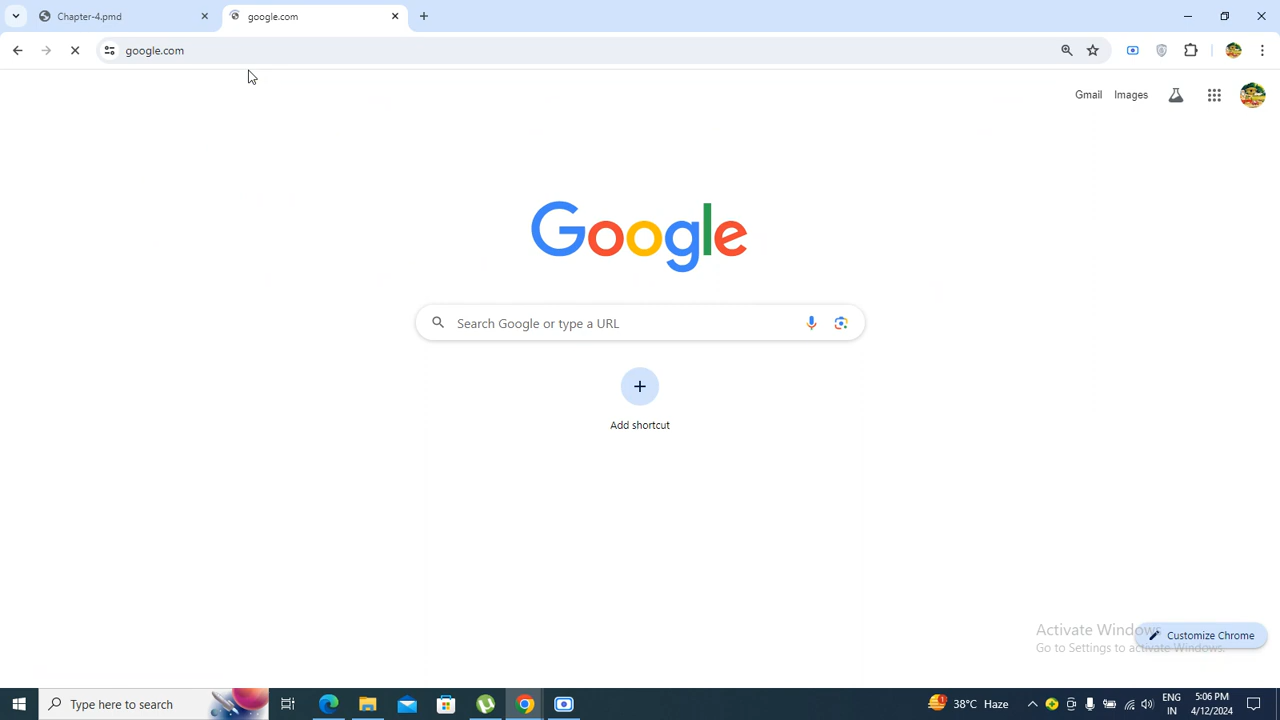 Chapter-4.pmd
google.com
google.com
Gmail Images
Google
Search Google or type a URL
Add shortcut
Activate Windows
Go to Settings to activate Windows.
Customize Chrome
Type here to search
38°C Haze
ENG
IN
5:06 PM
4/12/2024